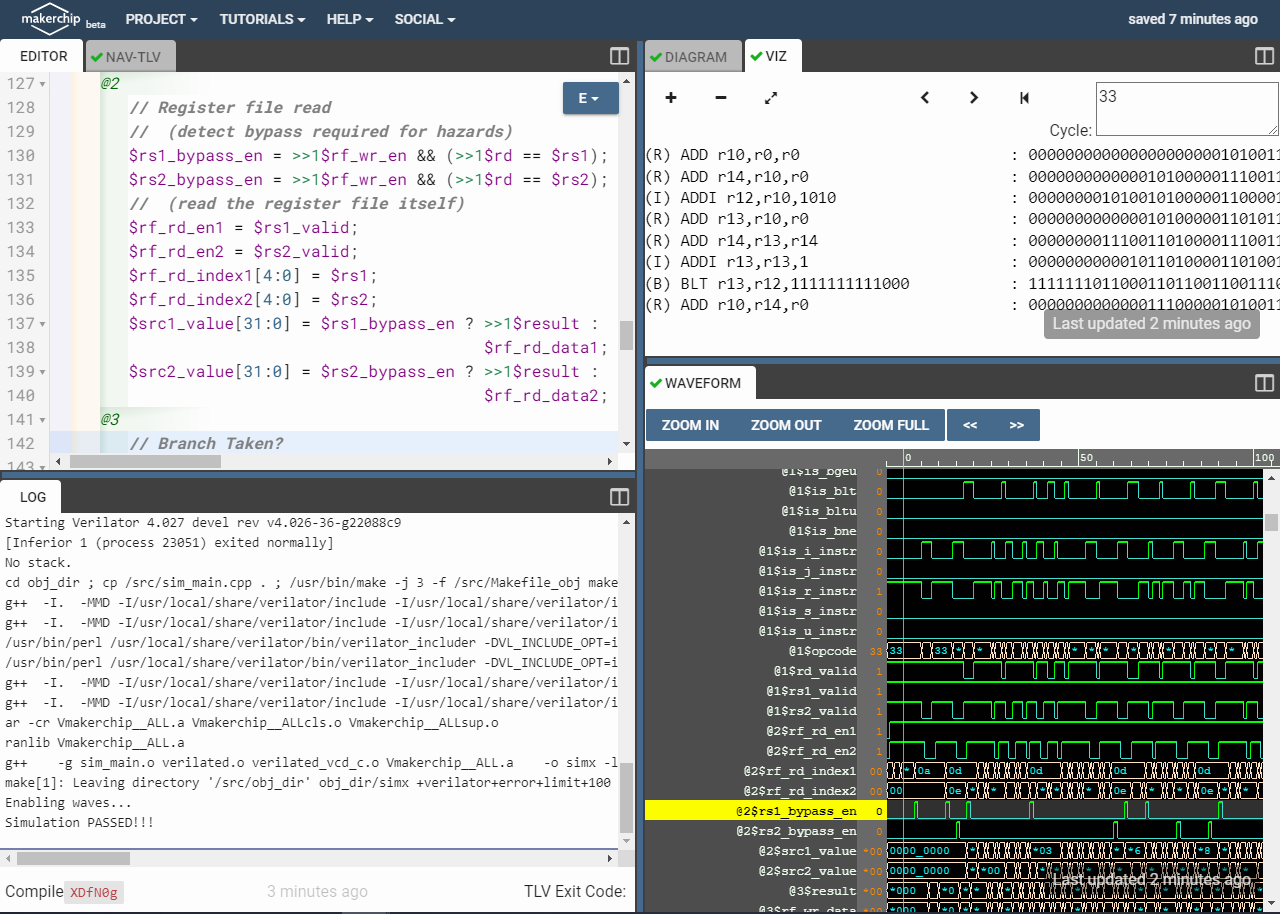 makerchip beta PROJECT TUTORIALS HELP SOCIAL saved 7 minutes ago
EDITOR NAV-TLV
E
127 @2
128 // Register file read
129 //  (detect bypass required for hazards)
130 $rs1_bypass_en = >>1$rf_wr_en && (>>1$rd == $rs1);
131 $rs2_bypass_en = >>1$rf_wr_en && (>>1$rd == $rs2);
132 //  (read the register file itself)
133 $rf_rd_en1 = $rs1_valid;
134 $rf_rd_en2 = $rs2_valid;
135 $rf_rd_index1[4:0] = $rs1;
136 $rf_rd_index2[4:0] = $rs2;
137 $src1_value[31:0] = $rs1_bypass_en ? >>1$result :
138 $rf_rd_data1;
139 $src2_value[31:0] = $rs2_bypass_en ? >>1$result :
140 $rf_rd_data2;
141 @3
142 // Branch Taken?
143
LOG
Starting Verilator 4.027 devel rev v4.026-36-g22088c9
[Inferior 1 (process 23051) exited normally]
No stack.
cd obj_dir ; cp /src/sim_main.cpp . ; /usr/bin/make -j 3 -f /src/Makefile_obj make
g++  -I.  -MMD -I/usr/local/share/verilator/include -I/usr/local/share/verilator/i
g++  -I.  -MMD -I/usr/local/share/verilator/include -I/usr/local/share/verilator/i
/usr/bin/perl /usr/local/share/verilator/bin/verilator_includer -DVL_INCLUDE_OPT=i
/usr/bin/perl /usr/local/share/verilator/bin/verilator_includer -DVL_INCLUDE_OPT=i
g++  -I.  -MMD -I/usr/local/share/verilator/include -I/usr/local/share/verilator/i
g++  -I.  -MMD -I/usr/local/share/verilator/include -I/usr/local/share/verilator/i
ar -cr Vmakerchip__ALL.a Vmakerchip__ALLcls.o Vmakerchip__ALLsup.o
ranlib Vmakerchip__ALL.a
g++    -g sim_main.o verilated.o verilated_vcd_c.o Vmakerchip__ALL.a    -o simx -l
make[1]: Leaving directory '/src/obj_dir' obj_dir/simx +verilator+error+limit+100
Enabling waves...
Simulation PASSED!!!
Compile XDfN0g 3 minutes ago TLV Exit Code:
DIAGRAM VIZ
Cycle: 33
(R) ADD r10,r0,r0 : 00000000000000000000001010011
(R) ADD r14,r10,r0 :
(I) ADDI r12,r10,1010 :
(R) ADD r13,r10,r0 :
(R) ADD r14,r13,r14 :
(I) ADDI r13,r13,1 :
(B) BLT r13,r12,1111111111000 :
(R) ADD r10,r14,r0 :
Last updated 2 minutes ago
WAVEFORM
ZOOM IN ZOOM OUT ZOOM FULL << >>
0 50 100
@1$is_bgeu 0
@1$is_blt 0
@1$is_bltu 0
@1$is_bne 0
@1$is_i_instr 0
@1$is_j_instr 0
@1$is_r_instr 1
@1$is_s_instr 0
@1$is_u_instr 0
@1$opcode 33 33 33 * *
@1$rd_valid 1
@1$rs1_valid 1
@1$rs2_valid 1
@2$rf_rd_en1 1
@2$rf_rd_en2 1
@2$rf_rd_index1 00 * 0a 0d 0d 0d 0d
@2$rf_rd_index2 00 00 0e * 0e 0e
@2$rs1_bypass_en 0
@2$rs2_bypass_en 0
@2$src1_value *00 0000_0000 * *03 * *6 *8 *
@2$src2_value *00 0000_0000 * *00
@3$result *00 *000 *0 *
Last updated 2 minutes ago
@3$rf_wr_data *00 *000 *0 *